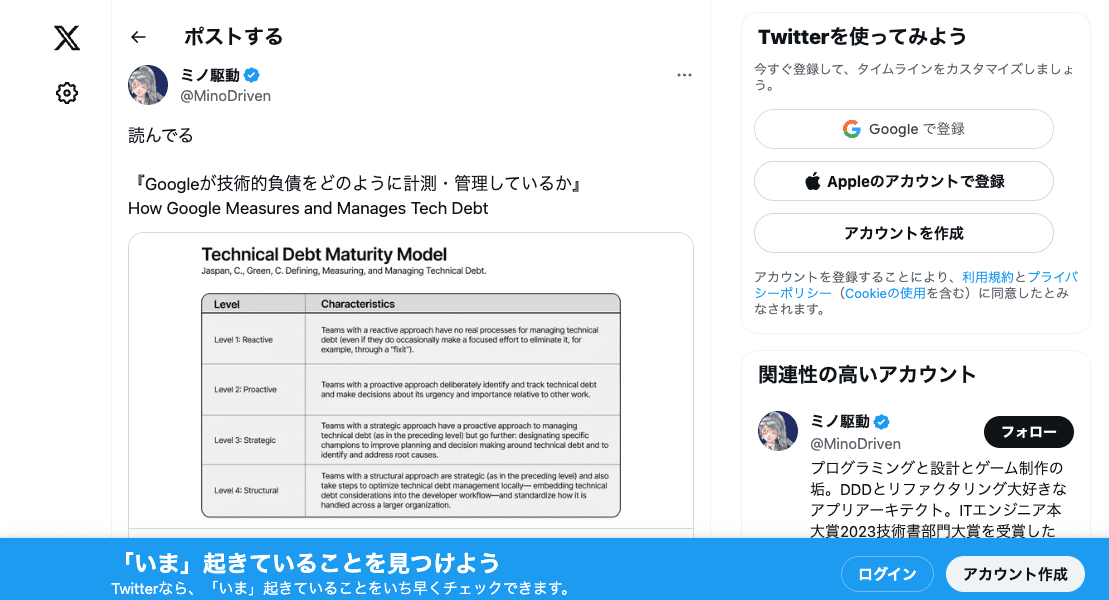 ポストする
ミノ駆動
@MinoDriven
読んでる
『Googleが技術的負債をどのように計測・管理しているか』
How Google Measures and Manages Tech Debt
Technical Debt Maturity Model
Jaspan, C., Green, C. Defining, Measuring, and Managing Technical Debt.
Level Characteristics
Level 1: Reactive
Teams with a reactive approach have no real processes for managing technical
debt (even if they do occasionally make a focused effort to eliminate it, for
example, through a "fixit").
Level 2: Proactive
Teams with a proactive approach deliberately identify and track technical debt
and make decisions about its urgency and importance relative to other work.
Level 3: Strategic
Teams with a strategic approach have a proactive approach to managing
technical debt (as in the preceding level) but go further: designating specific
champions to improve planning and decision making around technical debt and to
identify and address root causes.
Level 4: Structural
Teams with a structural approach are strategic (as in the preceding level) and also
take steps to optimize technical debt management locally— embedding technical
debt considerations into the developer workflow—and standardize how it is
handled across a larger organization.
Twitterを使ってみよう
今すぐ登録して、タイムラインをカスタマイズしましょ
う。
Google で登録
Appleのアカウントで登録
アカウントを作成
アカウントを登録することにより、利用規約とプライバ
シーポリシー（Cookieの使用を含む）に同意したとみ
なされます。
関連性の高いアカウント
ミノ駆動
@MinoDriven
フォロー
プログラミングと設計とゲーム制作の
垢。DDDとリファクタリング大好きな
アプリアーキテクト。ITエンジニア本
大賞2023技術書部門大賞を受賞した
「いま」起きていることを見つけよう
Twitterなら、「いま」起きていることをいち早くチェックできます。
ログイン
アカウント作成